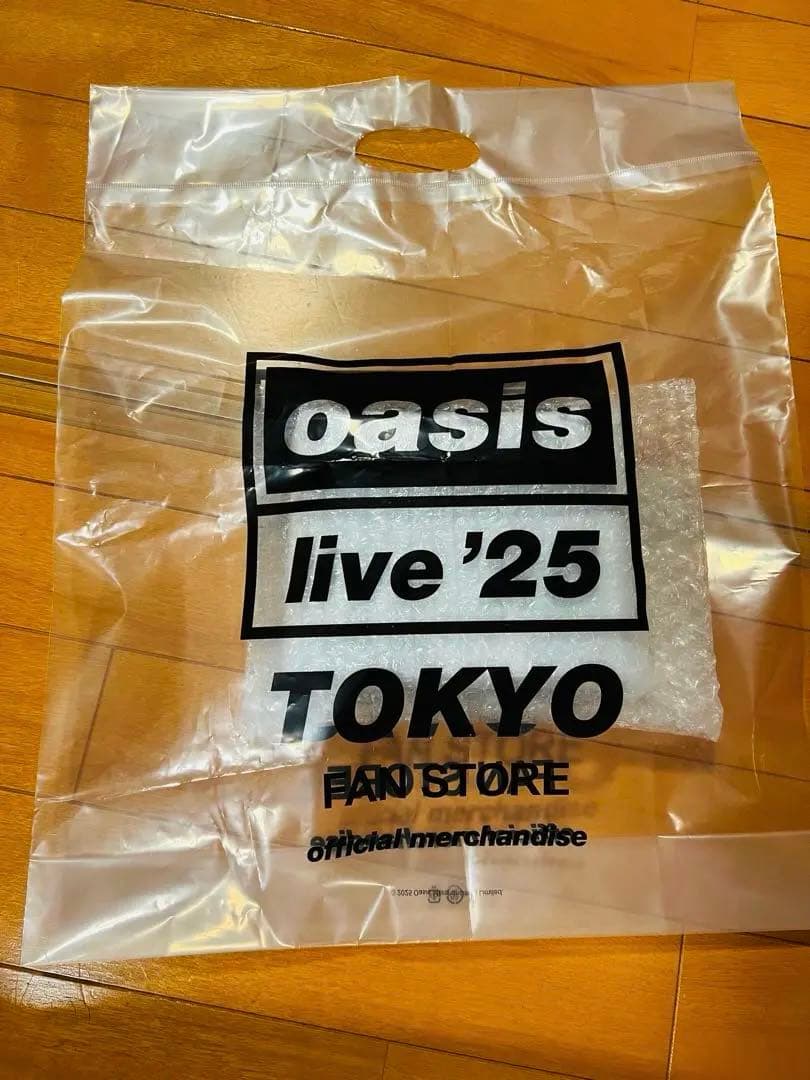 oasis
live ’25
TOKYO
FAN STORE
official merchandise